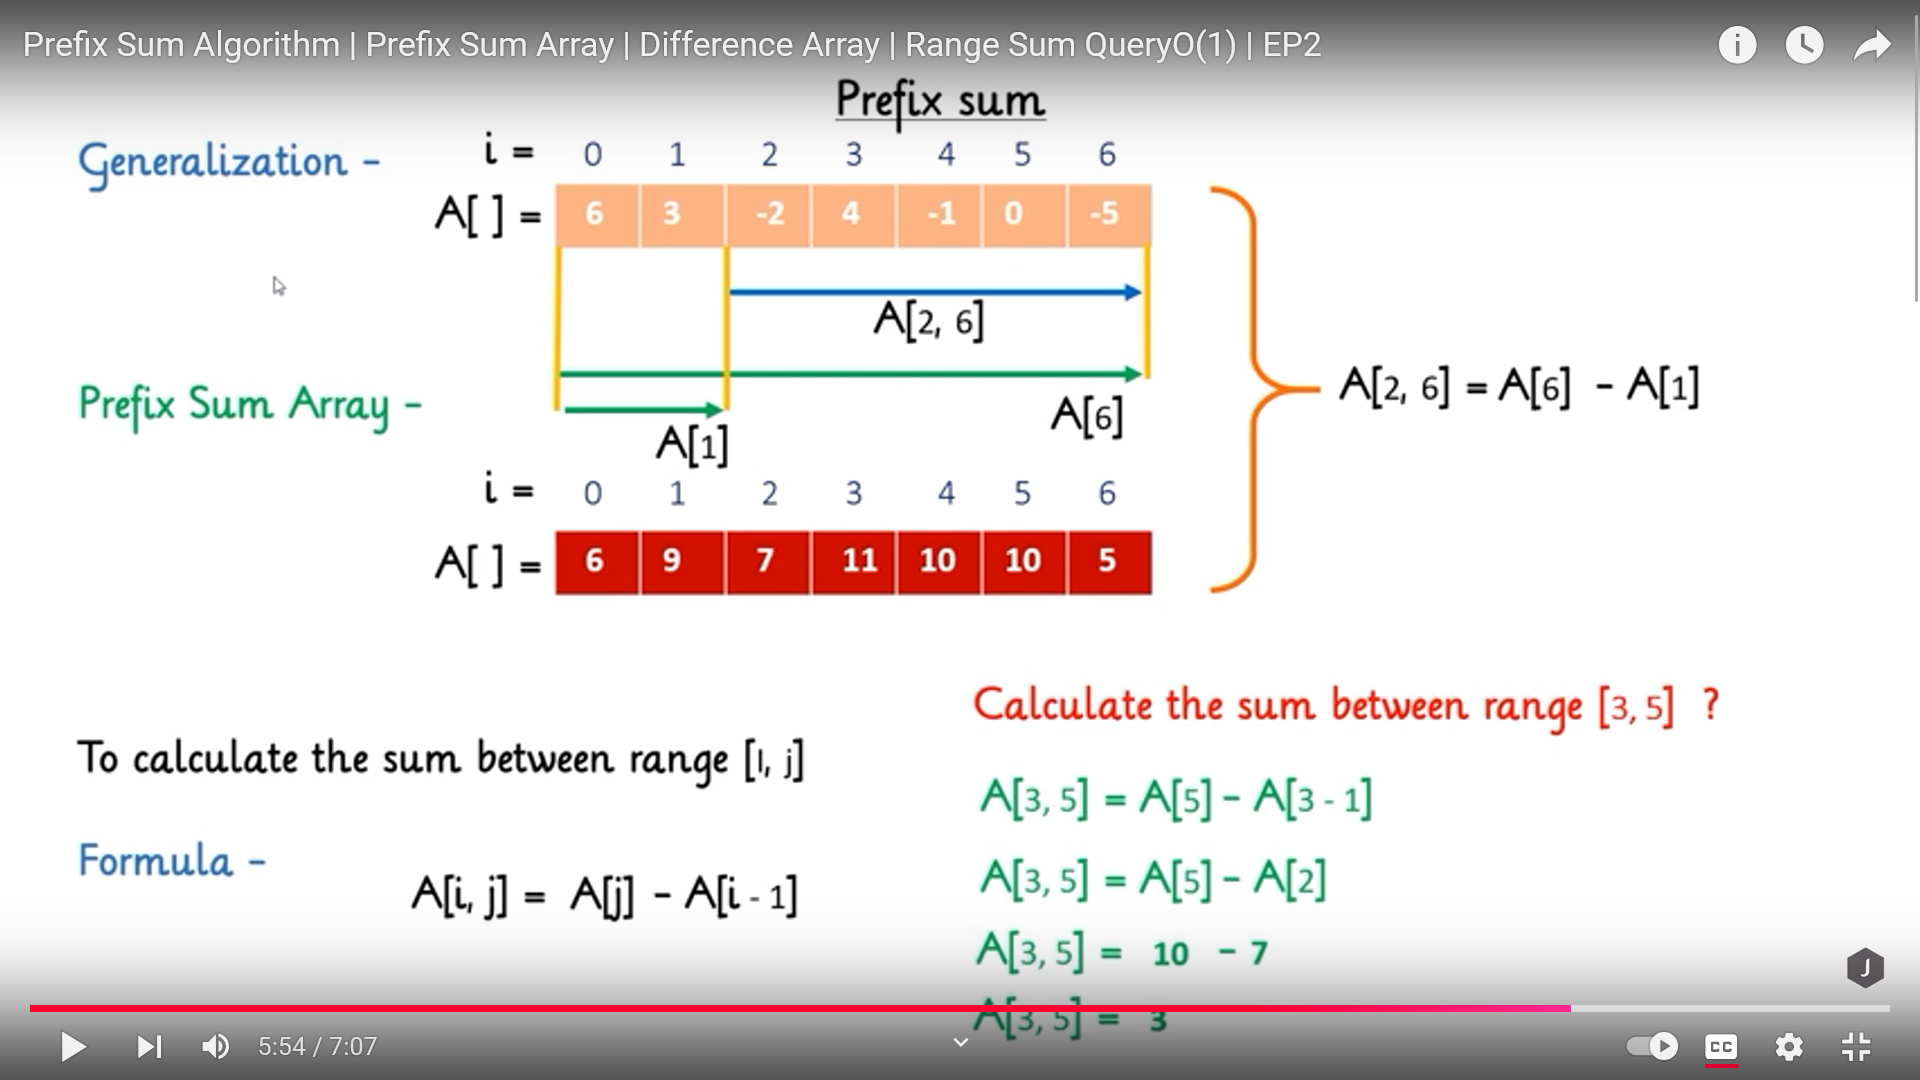 Prefix Sum Algorithm | Prefix Sum Array | Difference Array | Range Sum QueryO(1) | EP2
Prefix sum
Generalization -
i = 0 1 2 3 4 5 6
A[ ] = 6 3 -2 4 -1 0 -5
A[2, 6]
A[2, 6] = A[6] - A[1]
Prefix Sum Array -
A[6]
A[1]
i = 0 1 2 3 4 5 6
A[ ] = 6 9 7 11 10 10 5
To calculate the sum between range [I, j]
Formula -
A[i, j] = A[j] - A[i - 1]
Calculate the sum between range [3, 5] ?
A[3, 5] = A[5] - A[3 - 1]
A[3, 5] = A[5] - A[2]
A[3, 5] = 10 - 7
A[3, 5] = 3
J
5:54 / 7:07
CC